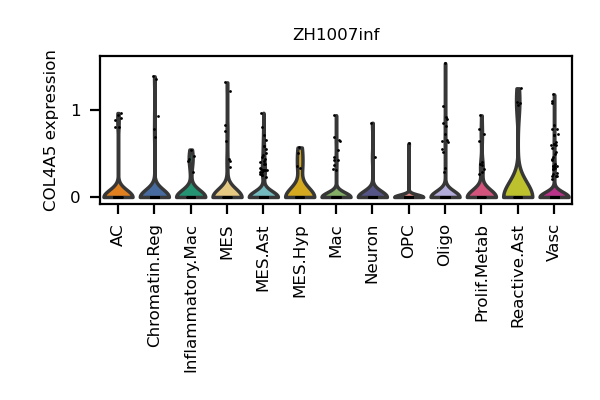 ZH1007inf
COL4A5 expression
1
0
AC
Chromatin.Reg
Inflammatory.Mac
MES
MES.Ast
MES.Hyp
Mac
Neuron
OPC
Oligo
Prolif.Metab
Reactive.Ast
Vasc